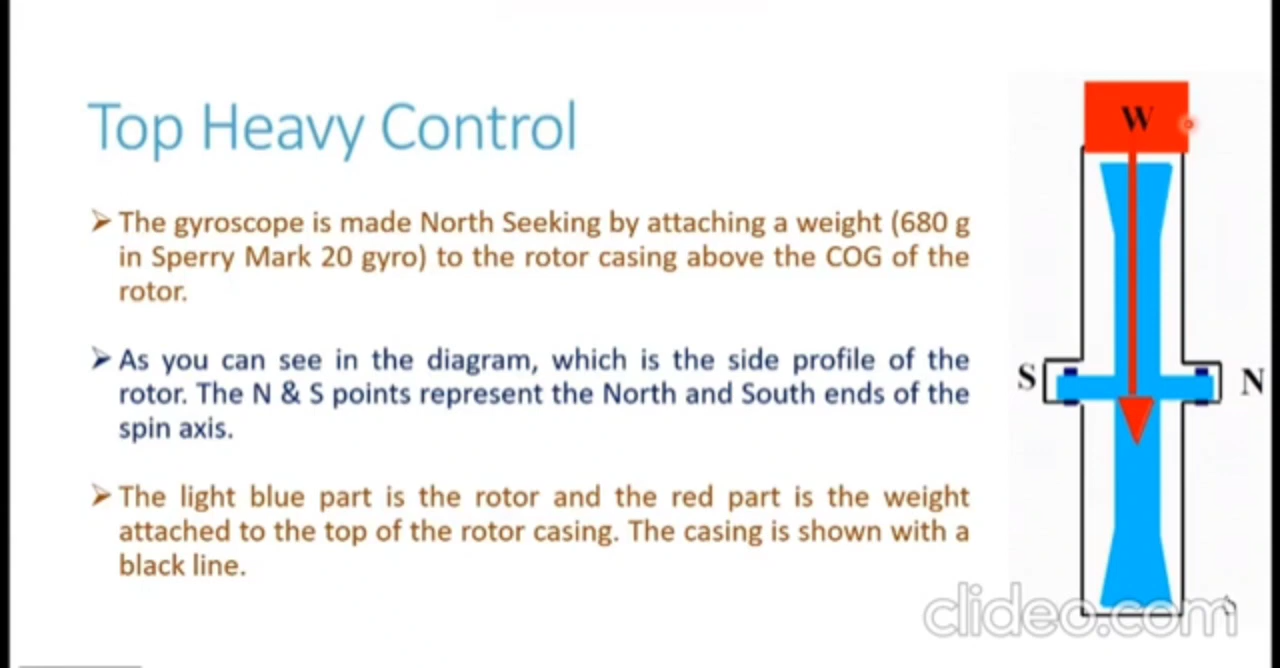 Top Heavy Control
W
➢ The gyroscope is made North Seeking by attaching a weight (680 g
in Sperry Mark 20 gyro) to the rotor casing above the COG of the
rotor.
➢ As you can see in the diagram, which is the side profile of the
rotor. The N & S points represent the North and South ends of the
spin axis.
S
N
➢ The light blue part is the rotor and the red part is the weight
attached to the top of the rotor casing. The casing is shown with a
black line.
clideo.com